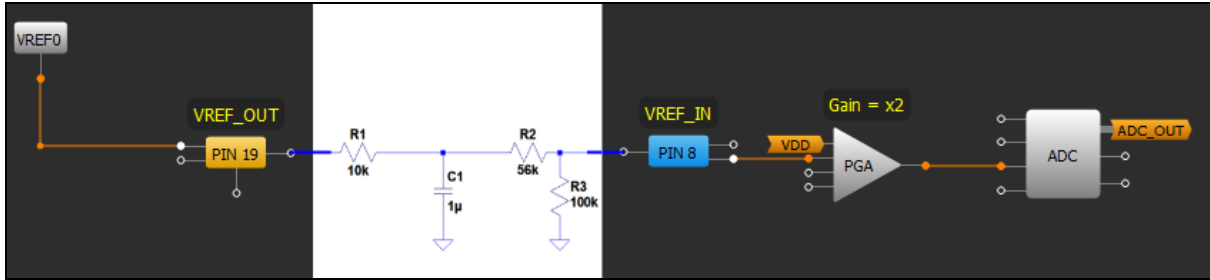 VREF0
VREF_OUT
PIN 19
R1
10k
C1
1µ
R2
56k
R3
100k
VREF_IN
PIN 8
VDD
Gain = x2
PGA
ADC
ADC_OUT